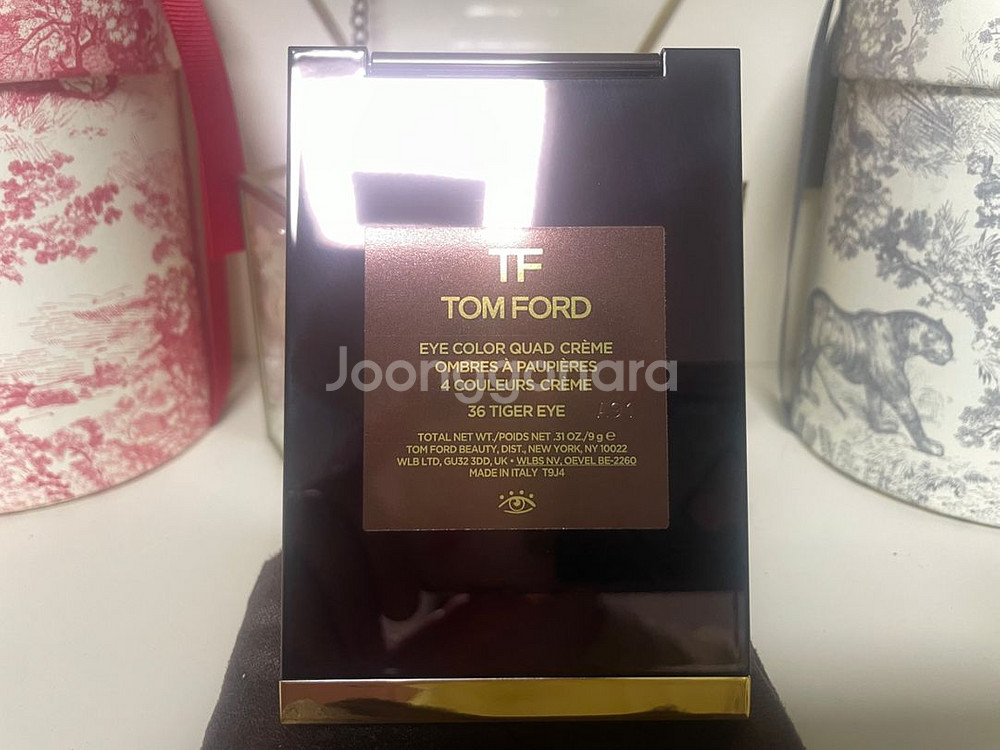 TF
TOM FORD
EYE COLOR QUAD CRÈME
OMBRES À PAUPIÈRES
Joonggonara
4 COULEURS CRÈME
36 TIGER EYE
TOTAL NET WT./POIDS NET .31 OZ./9 g ℮
TOM FORD BEAUTY, DIST., NEW YORK, NY 10022
WLB LTD, GU32 3DD, UK • WLBS NV, OEVEL BE-2260
MADE IN ITALY T9J4